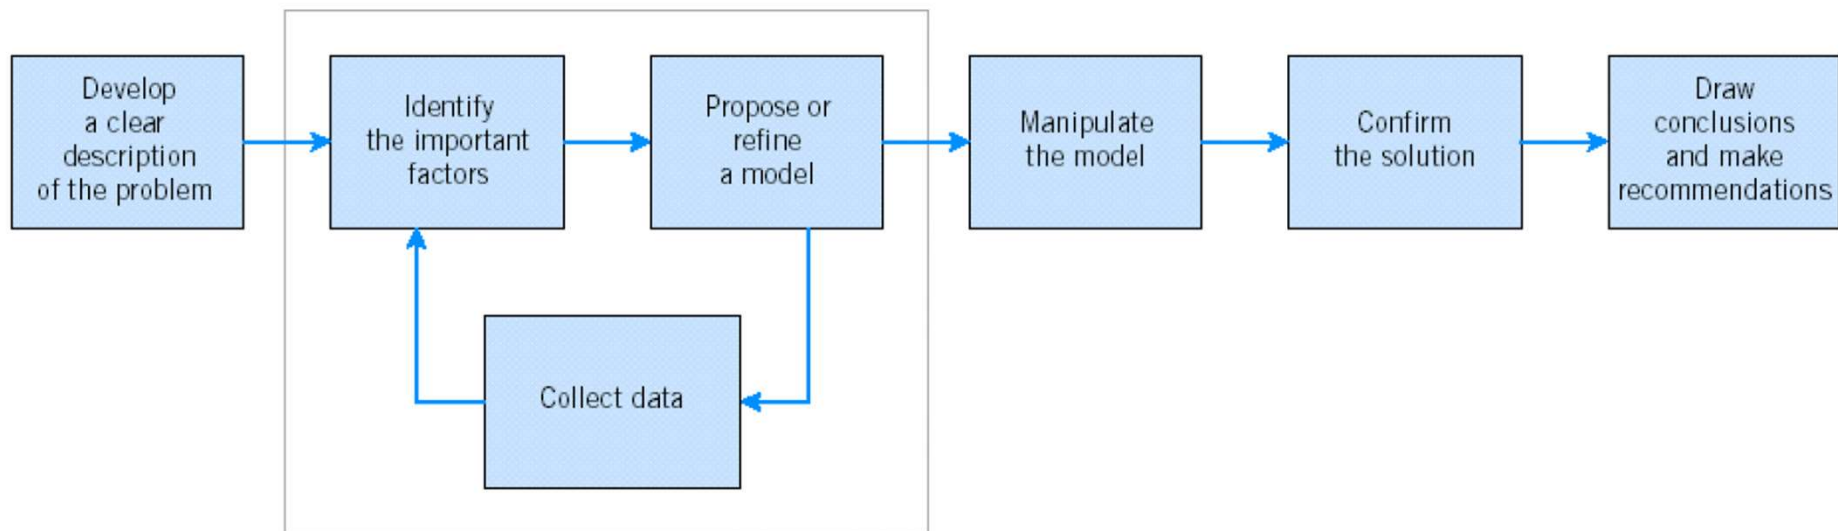 Develop
a clear
description
of the problem
Identify
the important
factors
Propose or
refine
a model
Manipulate
the model
Confirm
the solution
Draw
conclusions
and make
recommendations
Collect data